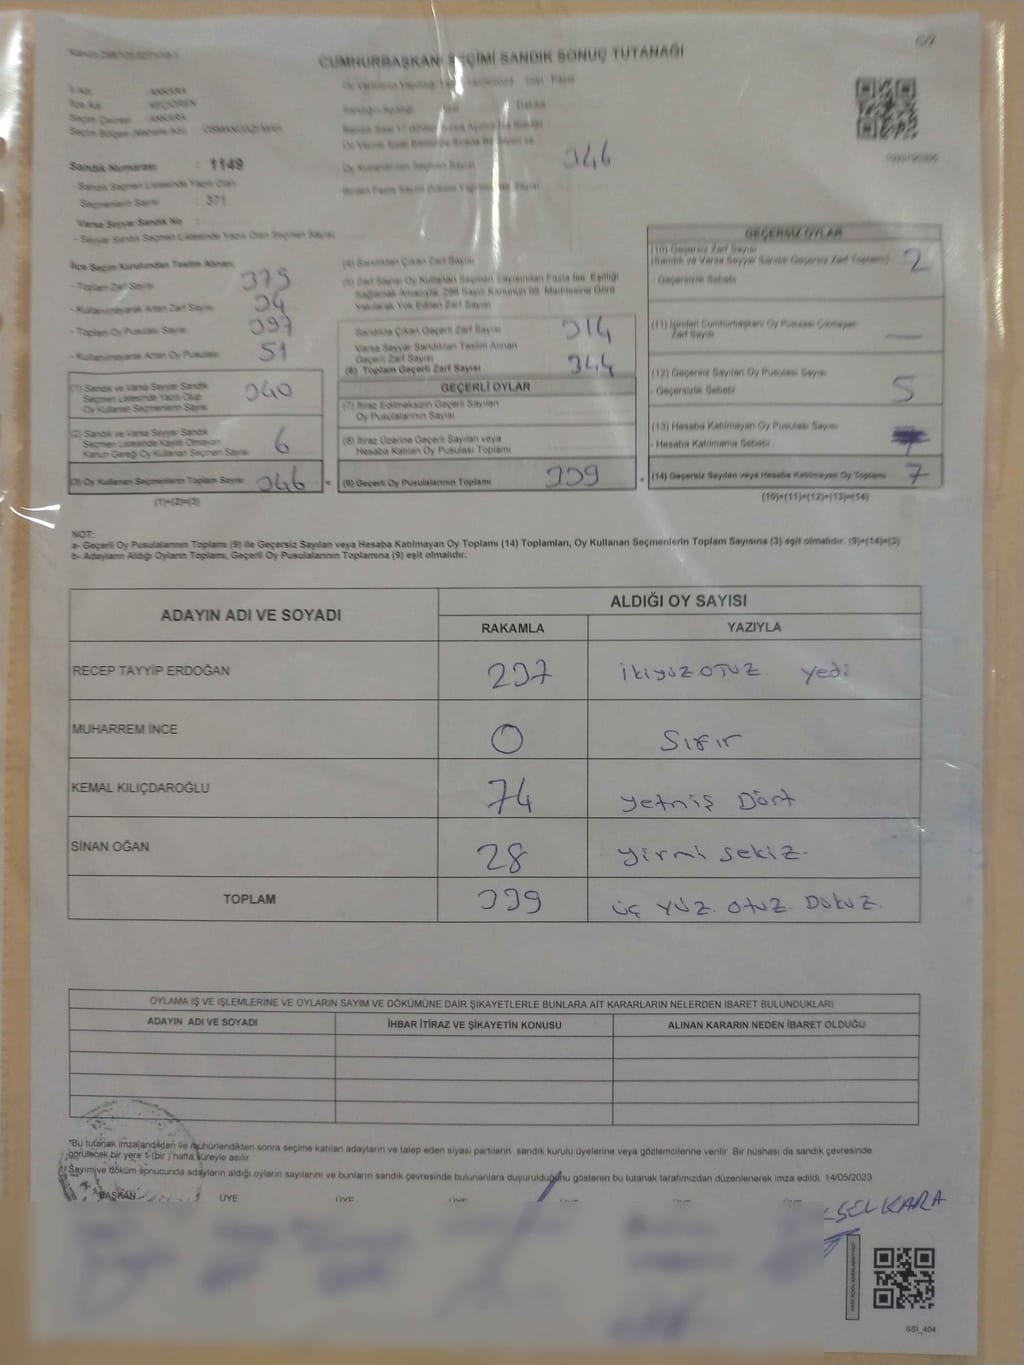 6/2
CUMHURBAŞKANI SEÇİMİ SANDIK SONUÇ TUTANAĞI
İli Adı : ANKARA
İlçe Adı : KEÇİÖREN
Seçim Çevresi : ANKARA
Seçim Bölgesi (Mahalle Adı) : OSMANGAZİ MAH.
Sandık Numarası : 1149
- Sandık Seçmen Listesinde Yazılı Olan
Seçmenlerin Sayısı : 371
Varsa Seyyar Sandık No :
- Seyyar Sandık Seçmen Listesinde Yazılı Olan Seçmen Sayısı
Oy Kullanan Seçmen Sayısı 346
İlçe Seçim Kurulundan Teslim Alınan;
- Toplam Zarf Sayısı 375
- Kullanılmayarak Artan Zarf Sayısı 34
- Toplam Oy Pusulası Sayısı 397
- Kullanılmayarak Artan Oy Pusulası 51
(1) Sandık ve Varsa Seyyar Sandık
Seçmen Listesinde Yazılı Olup
Oy Kullanan Seçmenlerin Sayısı 340
(2) Sandık ve Varsa Seyyar Sandık
Seçmen Listesinde Kayıtlı Olmayan
Kanun Gereği Oy Kullanan Seçmen Sayısı 6
(3) Oy Kullanan Seçmenlerin Toplam Sayısı 346 =
(1)+(2)=(3)
(4) Sandıktan Çıkan Zarf Sayısı
(5) Zarf Sayısı Oy Kullanan Seçmen Sayısından Fazla İse, Eşitliği
Sağlamak Amacıyla, 298 Sayılı Kanunun 98. Maddesine Göre
Yakılarak Yok Edilen Zarf Sayısı
Sandıkta Çıkan Geçerli Zarf Sayısı 314
Varsa Seyyar Sandıktan Teslim Alınan
Geçerli Zarf Sayısı
(6) Toplam Geçerli Zarf Sayısı 344
GEÇERLİ OYLAR
(7) İtiraz Edilmeksizin Geçerli Sayılan
Oy Pusulalarının Sayısı
(8) İtiraz Üzerine Geçerli Sayılan veya
Hesaba Katılan Oy Pusulası Toplamı
(9) Geçerli Oy Pusulalarının Toplamı 339 +
GEÇERSİZ OYLAR
(10) Geçersiz Zarf Sayısı
(Sandık ve Varsa Seyyar Sandık Geçersiz Zarf Toplamı) 2
- Geçersizlik Sebebi
(11) İçinden Cumhurbaşkanı Oy Pusulası Çıkmayan
Zarf Sayısı —
(12) Geçersiz Sayılan Oy Pusulası Sayısı
- Geçersizlik Sebebi 5
(13) Hesaba Katılmayan Oy Pusulası Sayısı
- Hesaba Katılmama Sebebi
(14) Geçersiz Sayılan veya Hesaba Katılmayan Oy Toplamı 7
(10)+(11)+(12)+(13)=(14)
NOT:
a- Geçerli Oy Pusulalarının Toplamı (9) ile Geçersiz Sayılan veya Hesaba Katılmayan Oy Toplamı (14) Toplamları, Oy Kullanan Seçmenlerin Toplam Sayısına (3) eşit olmalıdır. (9)+(14)=(3)
b- Adayların Aldığı Oyların Toplamı, Geçerli Oy Pusulalarının Toplamına (9) eşit olmalıdır.
ADAYIN ADI VE SOYADI ALDIĞI OY SAYISI
RAKAMLA YAZIYLA
RECEP TAYYİP ERDOĞAN 237 ikiyüz.otuz yedi
MUHARREM İNCE 0 Sıfır
KEMAL KILIÇDAROĞLU 74 yetmiş Dört
SİNAN OĞAN 28 yirmi sekiz
TOPLAM 339 üç yüz. otuz. Dokuz
OYLAMA İŞ VE İŞLEMLERİNE VE OYLARIN SAYIM VE DÖKÜMÜNE DAİR ŞİKAYETLERLE BUNLARA AİT KARARLARIN NELERDEN İBARET BULUNDUKLARI
ADAYIN ADI VE SOYADI İHBAR İTİRAZ VE ŞİKAYETİN KONUSU ALINAN KARARIN NEDEN İBARET OLDUĞU
*Bu tutanak imzalandıktan ve mühürlendikten sonra seçime katılan adayların ve talep eden siyasi partilerin sandık kurulu üyelerine veya gözlemcilerine verilir. Bir nüshası da sandık çevresinde
görülecek bir yere 1 (bir) hafta süreyle asılır.
Sayım ve döküm sonucunda adayların aldığı oyların sayılarını ve bunların sandık çevresinde bulunanlara duyurulduğunu gösteren bu tutanak tarafımızdan düzenlenerek imza edildi. 14/05/2023
BAŞKAN ÜYE ÜYE ÜYE ÜYE ÜYE
KARA
SSI_404